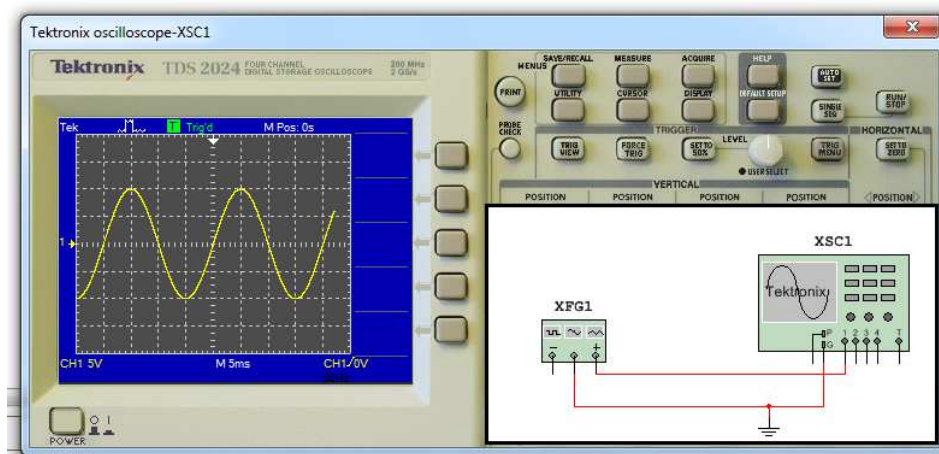 Tektronix oscilloscope-XSC1
Tektronix TDS 2024 FOUR CHANNEL DIGITAL STORAGE OSCILLOSCOPE 200 MHz 2 GS/s
MENUS SAVE/RECALL MEASURE ACQUIRE HELP
AUTO SET
PRINT UTILITY CURSOR DISPLAY DEFAULT SETUP
SINGLE SEQ RUN/STOP
PROBE CHECK
TRIGGER HORIZONTAL
TRIG VIEW FORCE TRIG SET TO 50% LEVEL TRIG MENU SET TO ZERO
USER SELECT
VERTICAL
POSITION POSITION POSITION POSITION POSITION
Tek T Trig'd M Pos: 0s
1
CH1 5V M 5ms CH1 / 0V
O I
POWER
XSC1
Tektronix
P 1 2 3 4 T
G
XFG1
− +